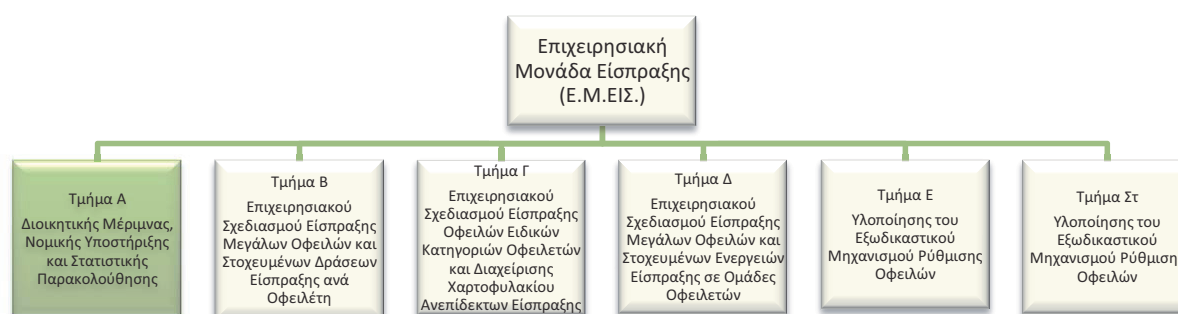 Επιχειρησιακή
Μονάδα Είσπραξης
(Ε.Μ.ΕΙΣ.)
Τμήμα Α
Διοικητικής Μέριμνας,
Νομικής Υποστήριξης
και Στατιστικής
Παρακολούθησης
Τμήμα Β
Επιχειρησιακού
Σχεδιασμού Είσπραξης
Μεγάλων Οφειλών και
Στοχευμένων Δράσεων
Είσπραξης ανά
Οφειλέτη
Τμήμα Γ
Επιχειρησιακού
Σχεδιασμού Είσπραξης
Οφειλών Ειδικών
Κατηγοριών Οφειλετών
και Διαχείρισης
Χαρτοφυλακίου
Ανεπίδεκτων Είσπραξης
Τμήμα Δ
Επιχειρησιακού
Σχεδιασμού Είσπραξης
Μεγάλων Οφειλών και
Στοχευμένων Ενεργειών
Είσπραξης σε Ομάδες
Οφειλετών
Τμήμα Ε
Υλοποίησης του
Εξωδικαστικού
Μηχανισμού Ρύθμισης
Οφειλών
Τμήμα Στ
Υλοποίησης του
Εξωδικαστικού
Μηχανισμού Ρύθμιση
Οφειλών